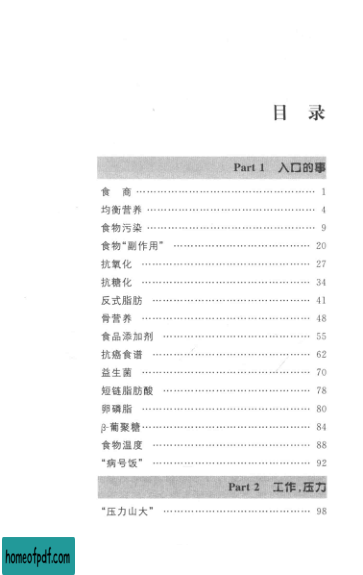 目 录
Part 1 入口的事
食 商 …… 1
均衡营养 …… 4
食物污染 …… 9
食物“副作用” …… 20
抗氧化 …… 27
抗糖化 …… 34
反式脂肪 …… 41
骨营养 …… 48
食品添加剂 …… 55
抗癌食谱 …… 62
益生菌 …… 70
短链脂肪酸 …… 78
卵磷脂 …… 80
β-葡聚糖 …… 84
食物温度 …… 88
“病号饭” …… 92
Part 2 工作，压力
“压力山大” …… 98
homeofpdf.com